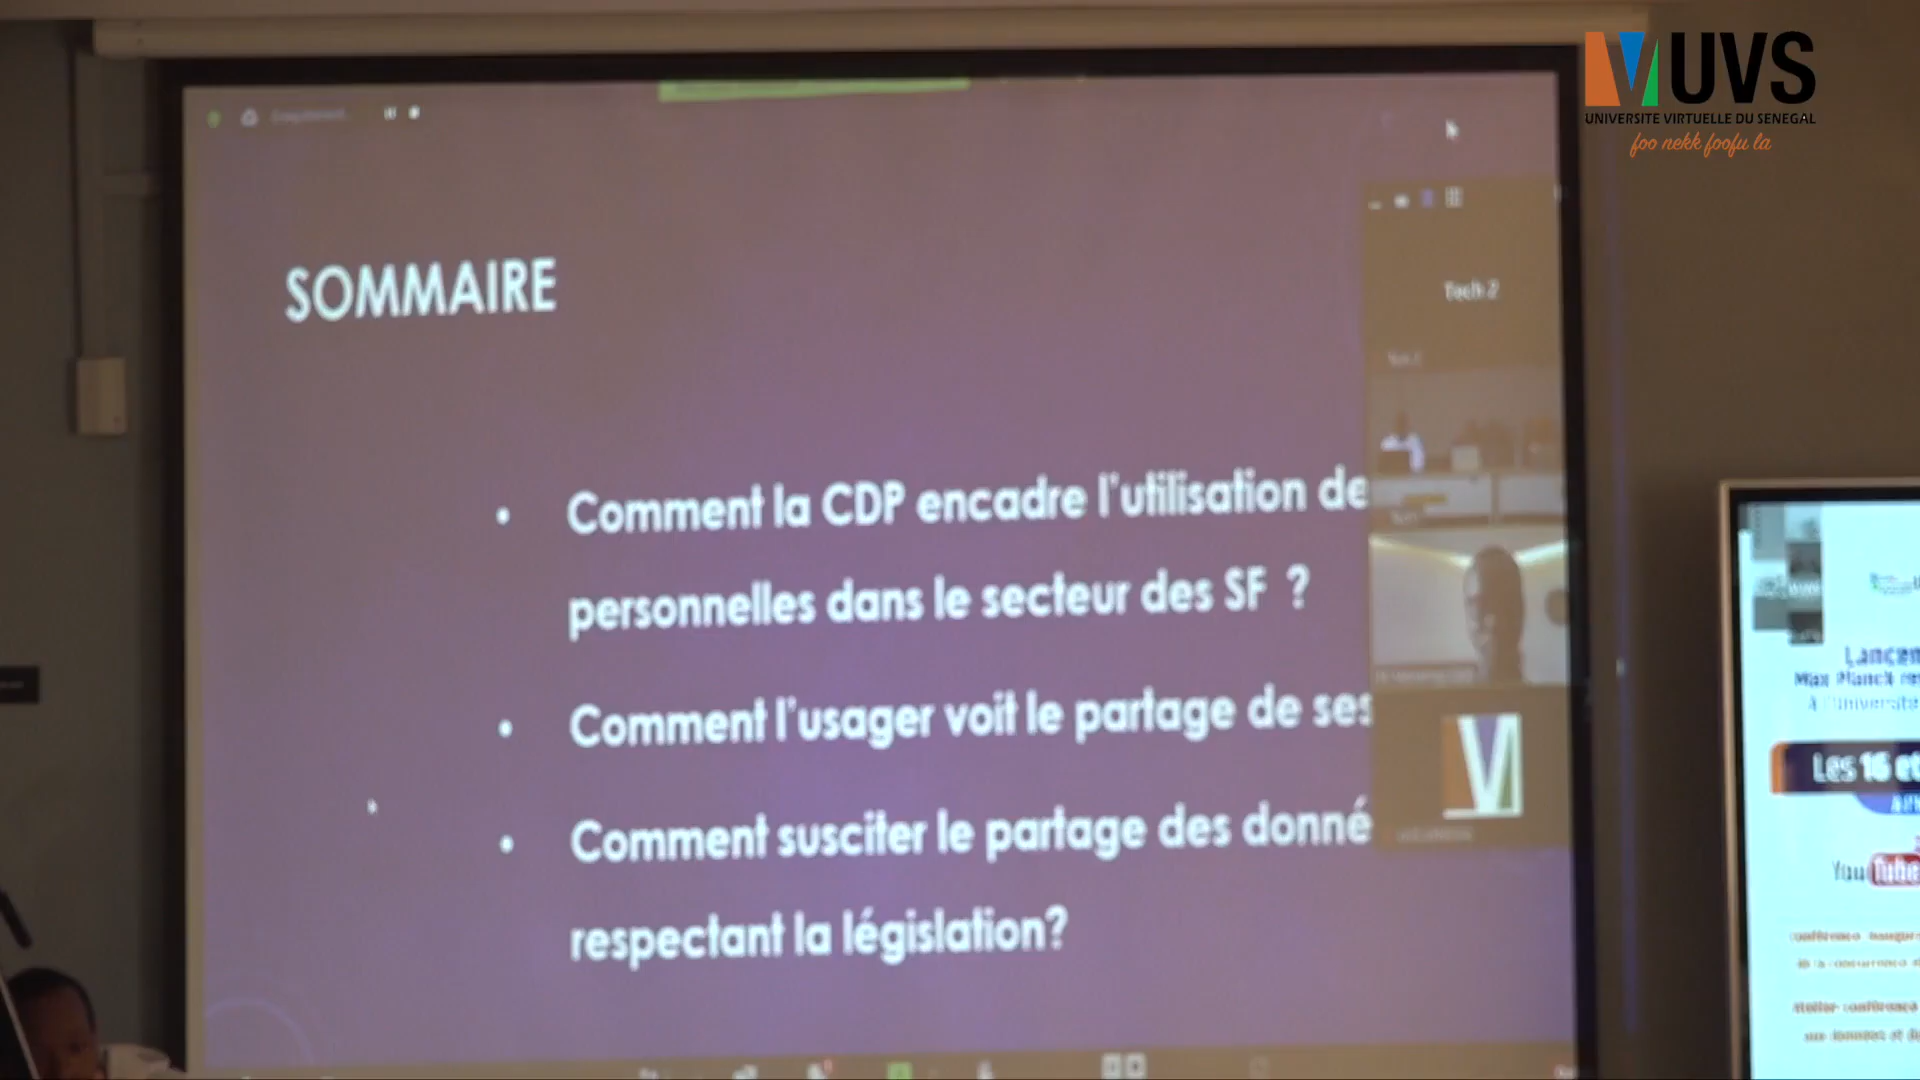 UVS
UNIVERSITE VIRTUELLE DU SENEGAL
foo nekk foofu la
SOMMAIRE
• Comment la CDP encadre l'utilisation de
personnelles dans le secteur des SF ?
• Comment l'usager voit le partage de ses
• Comment susciter le partage des donné
respectant la législation?
Tech 2
Lancem
Max Planck
à l'université
Les 16 et
YouTube